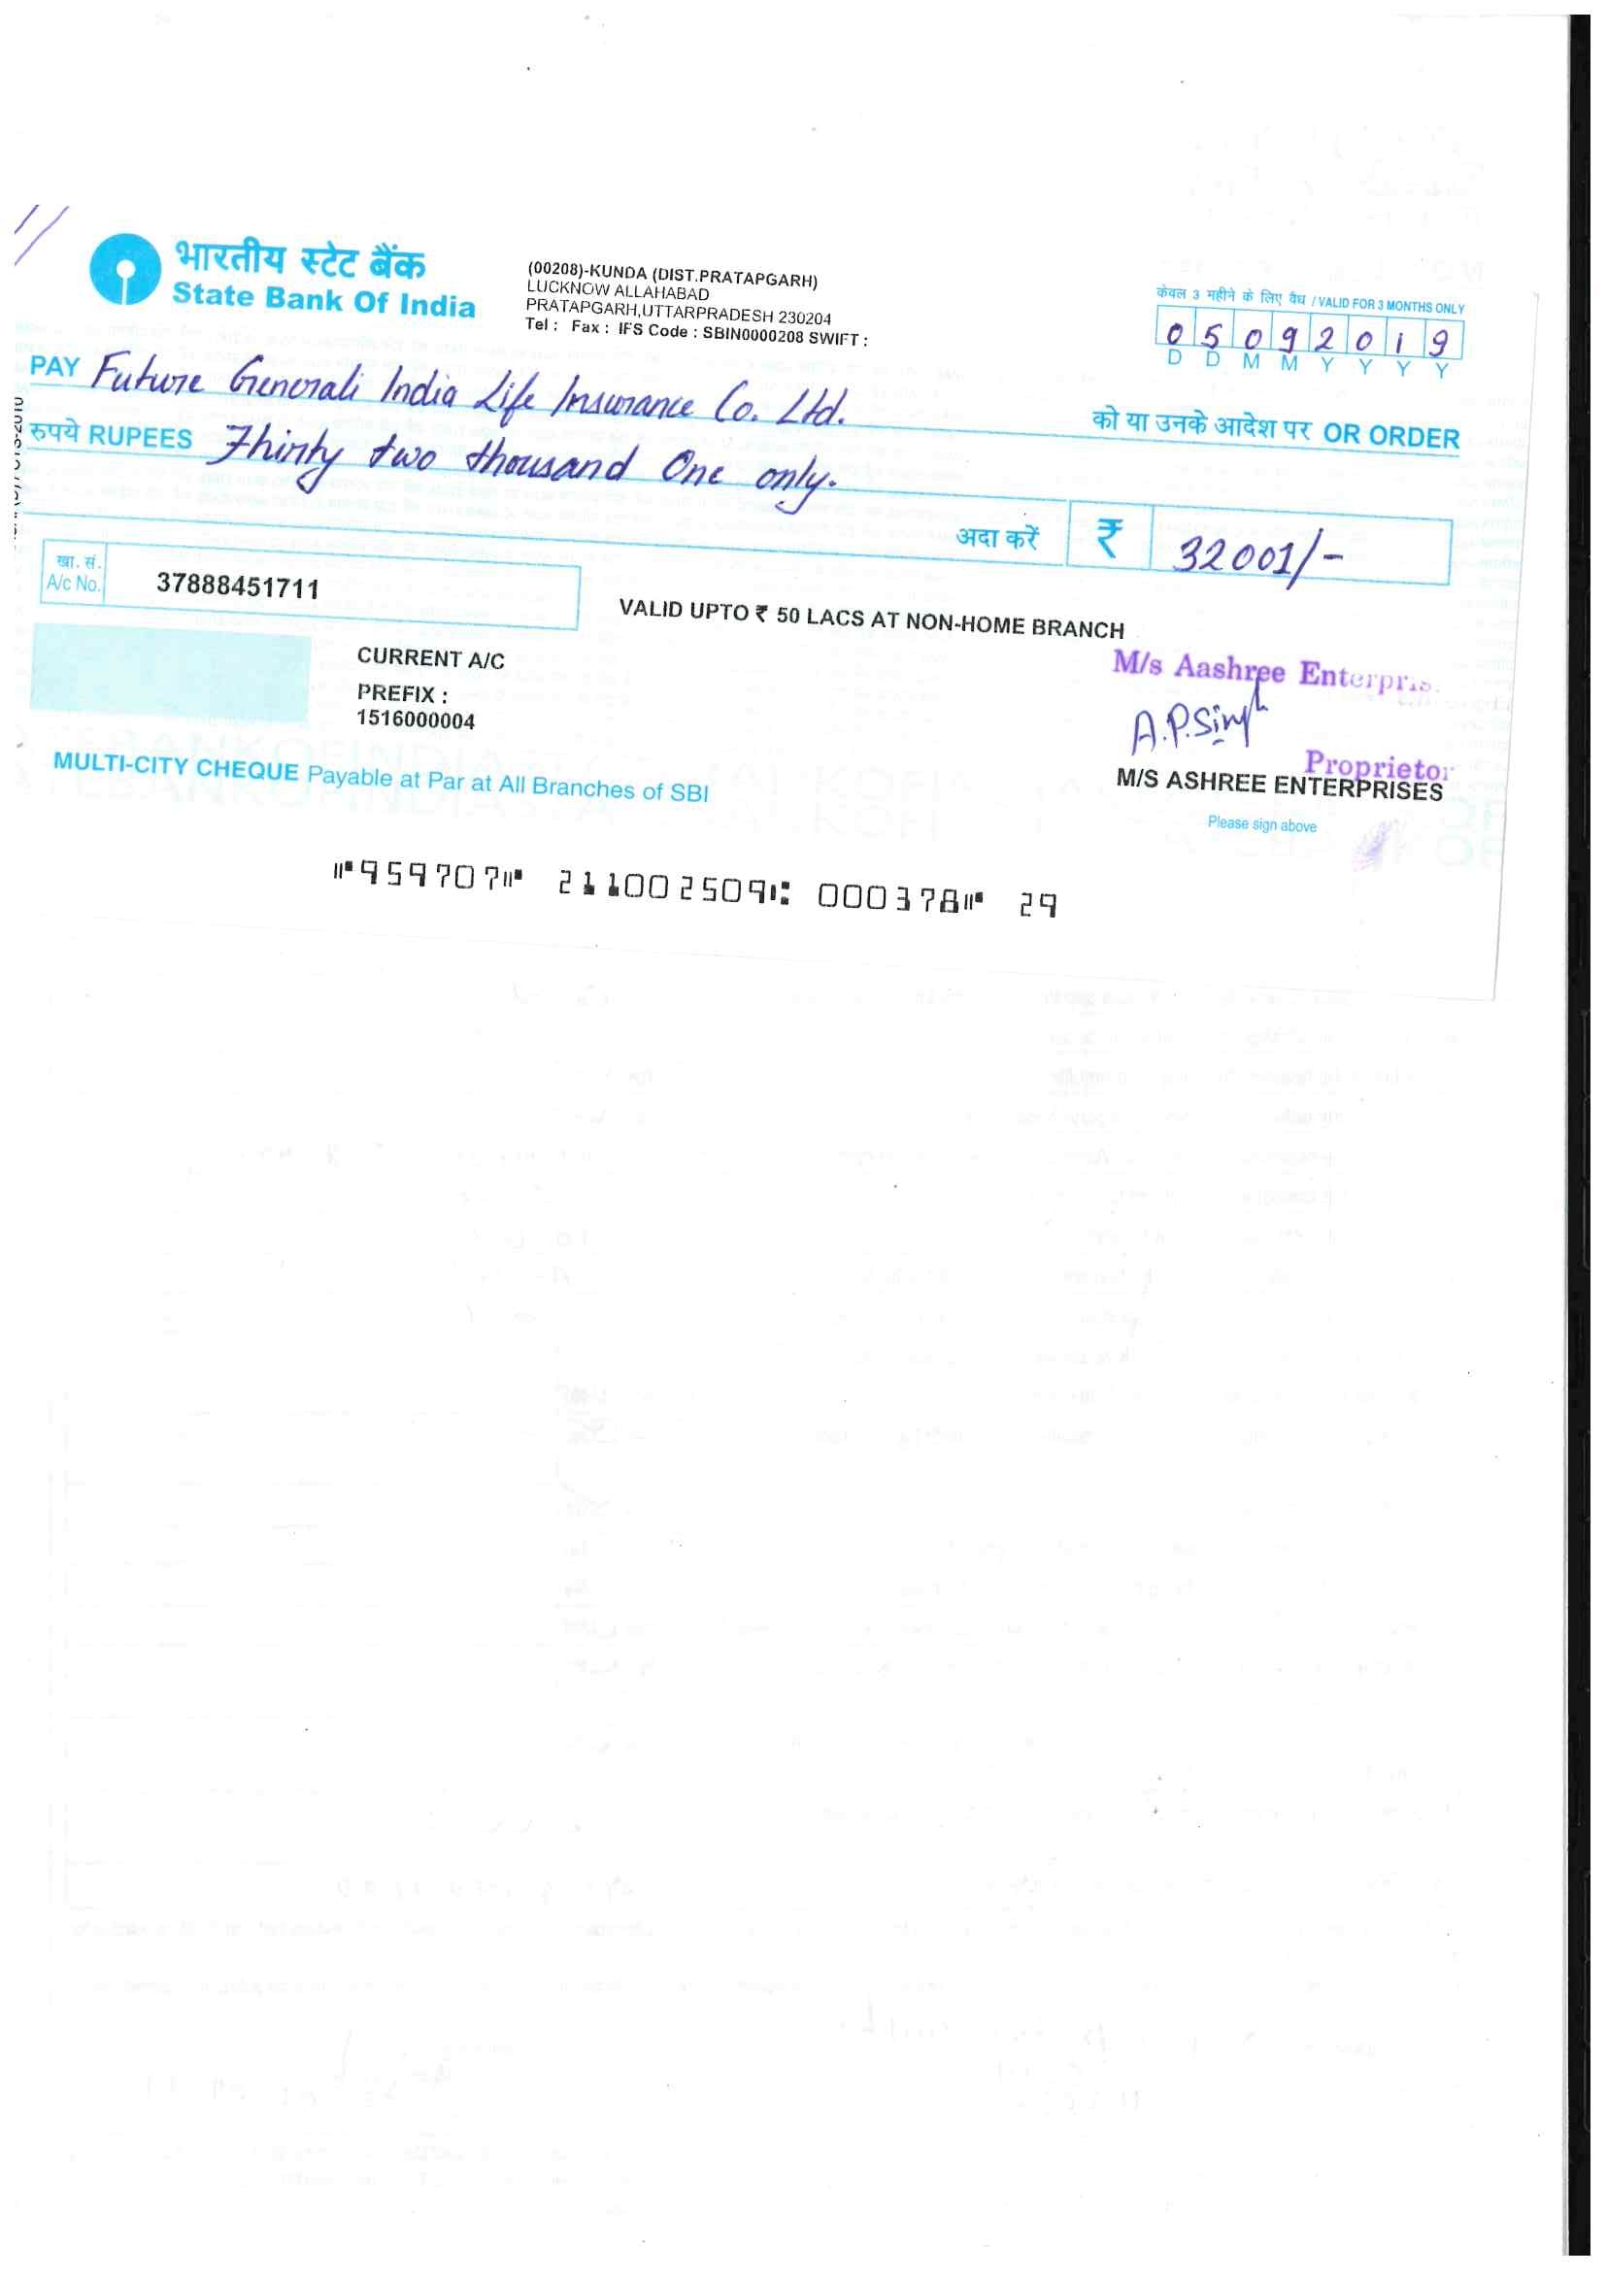 भारतीय स्टेट बैंक
State Bank Of India
(00208)-KUNDA (DIST.PRATAPGARH)
LUCKNOW ALLAHABAD
PRATAPGARH,UTTARPRADESH 230204
Tel : Fax : IFS Code : SBIN0000208 SWIFT :
केवल 3 महीने के लिए वैध / VALID FOR 3 MONTHS ONLY
0 5 0 9 2 0 1 9
D D M M Y Y Y Y
PAY Future Generali India Life Insurance Co. Ltd.
को या उनके आदेश पर OR ORDER
रुपये RUPEES Thirty two thousand One only.
अदा करें ₹ 32001/-
खा. सं.
A/c No. 37888451711
VALID UPTO ₹ 50 LACS AT NON-HOME BRANCH
CURRENT A/C
PREFIX :
1516000004
M/s Aashree
A.P.Singh
Proprietor
M/S ASHREE ENTERPRISES
Please sign above
MULTI-CITY CHEQUE Payable at Par at All Branches of SBI
⑈959707⑈ 211002509⑆ 000378⑈ 29